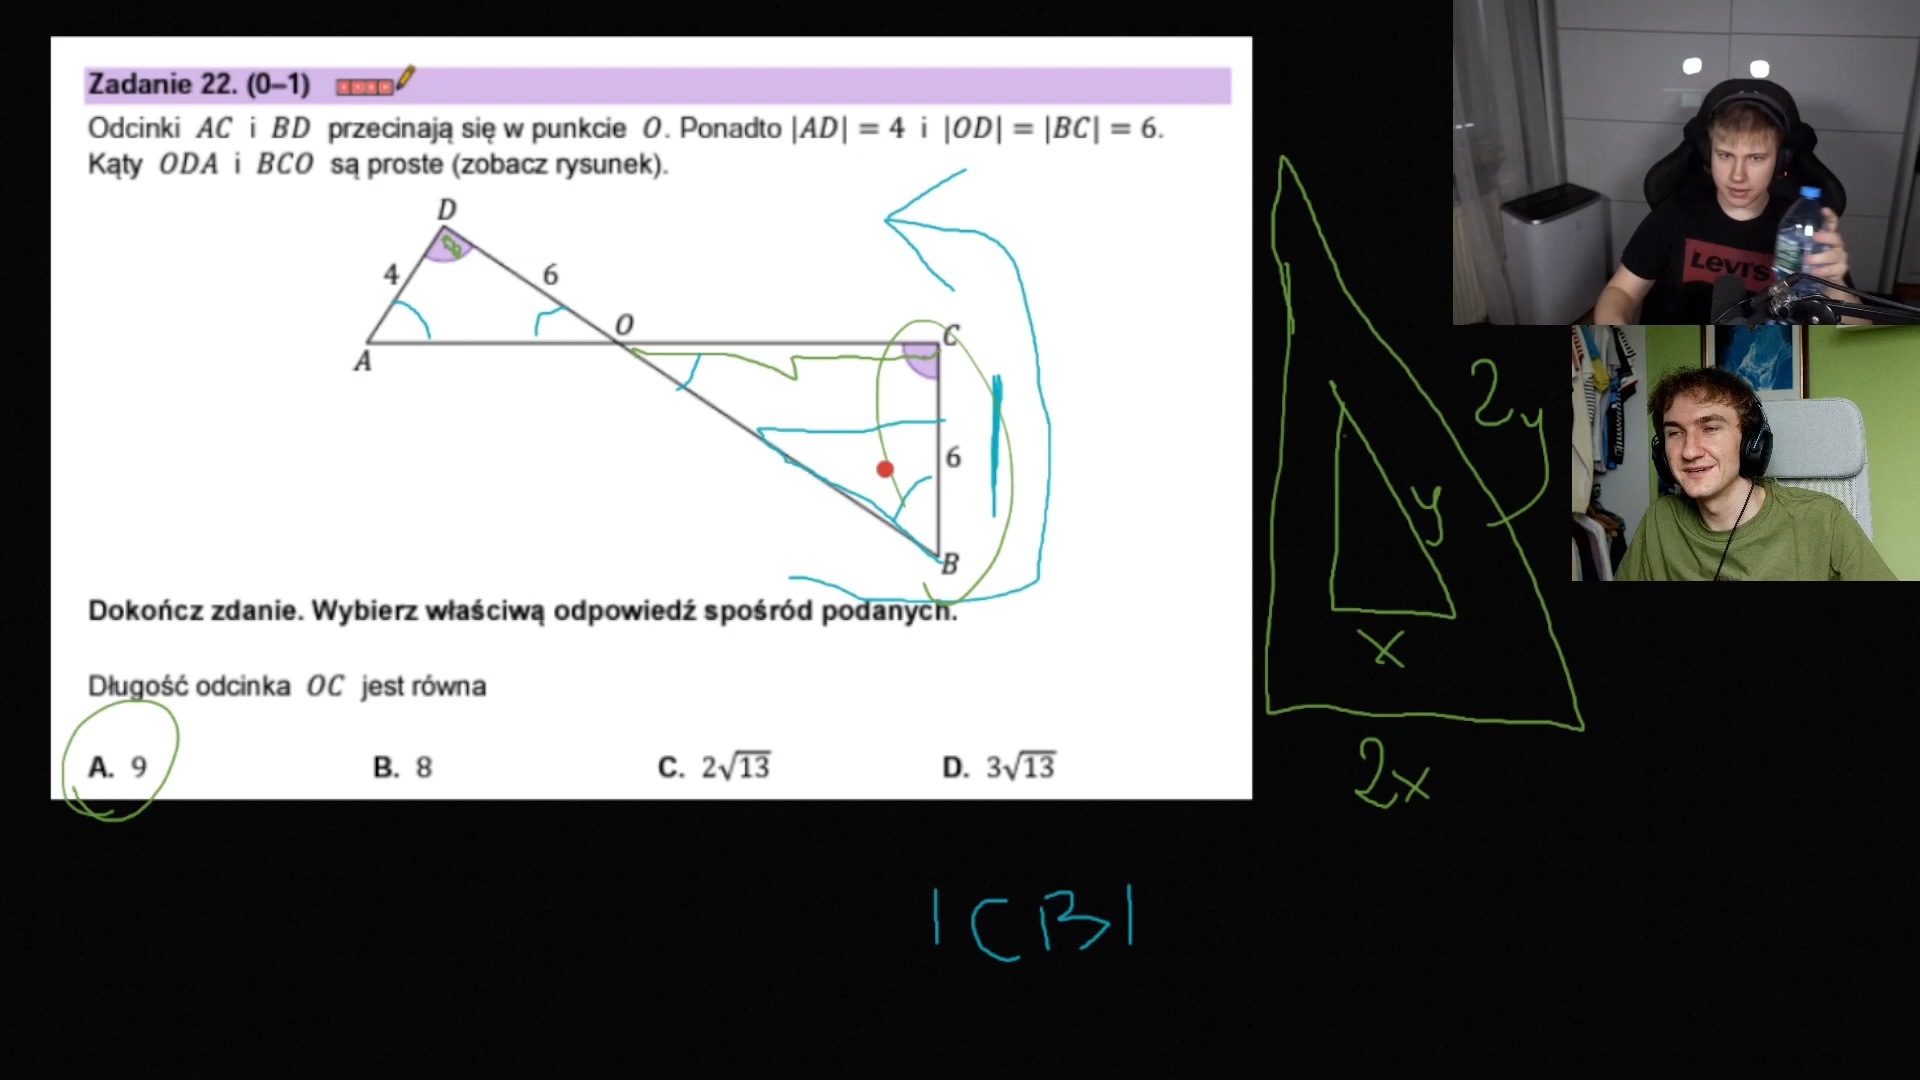 Zadanie 22. (0–1)
Odcinki AC i BD przecinają się w punkcie O. Ponadto |AD| = 4 i |OD| = |BC| = 6.
Kąty ODA i BCO są proste (zobacz rysunek).
D
4
6
O
C
A
6
B
Dokończ zdanie. Wybierz właściwą odpowiedź spośród podanych.
Długość odcinka OC jest równa
A. 9
B. 8
C. 2√13
D. 3√13
2y
y
x
2x
|CB|
Levi's